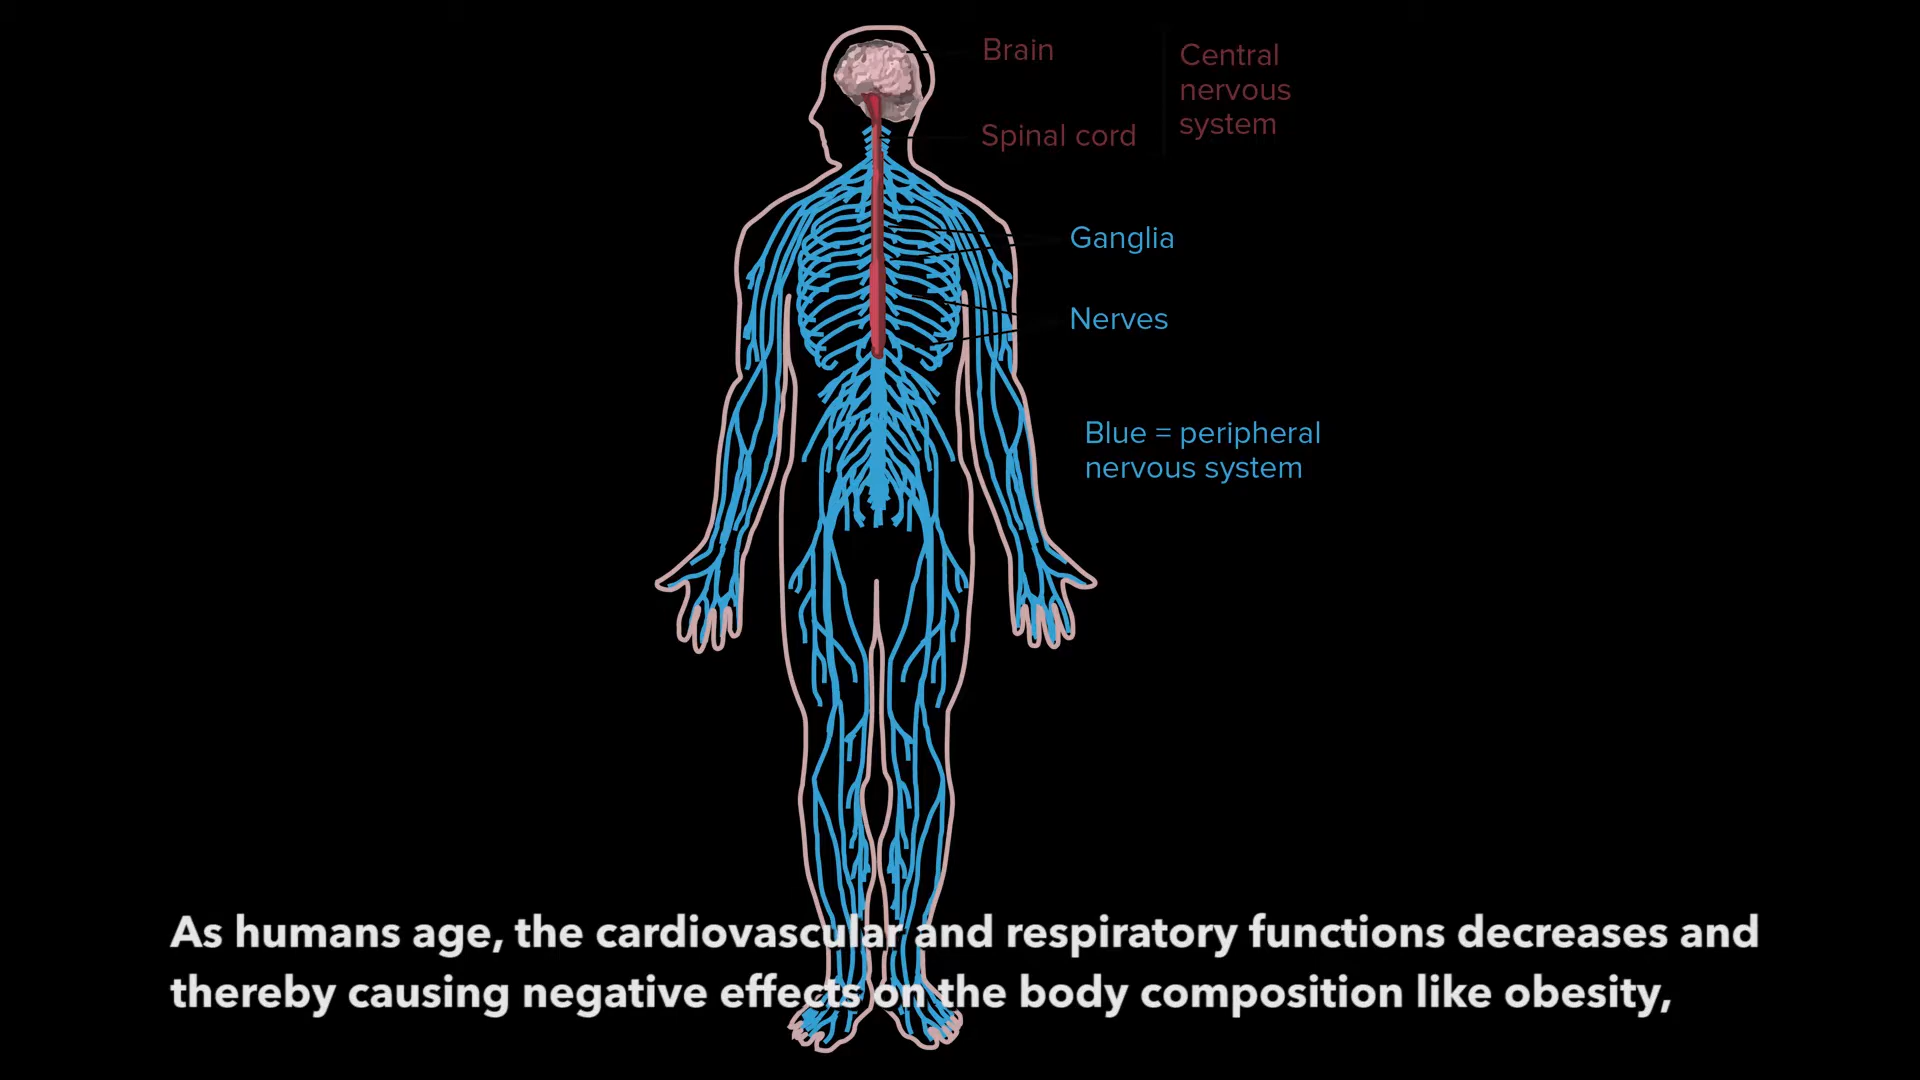 Brain
Central
nervous
system
Spinal cord
Ganglia
Nerves
Blue = peripheral
nervous system
As humans age, the cardiovascular and respiratory functions decreases and
thereby causing negative effects on the body composition like obesity,